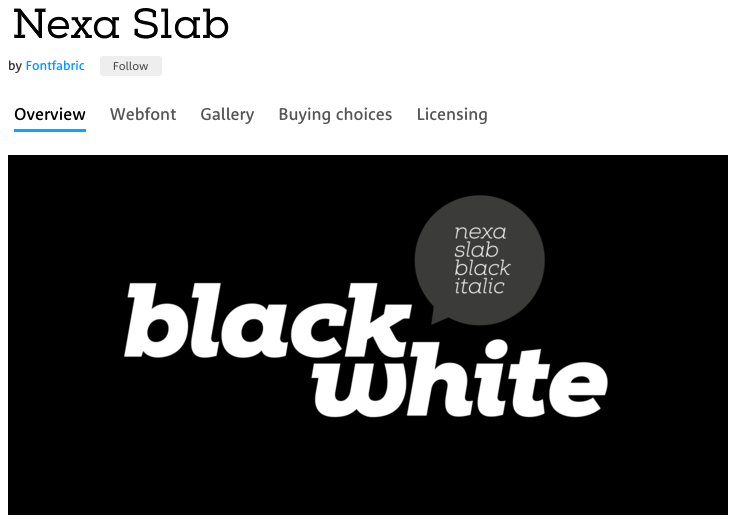 Nexa Slab
by Fontfabric Follow
Overview Webfont Gallery Buying choices Licensing
nexa
slab
black
italic
black
white